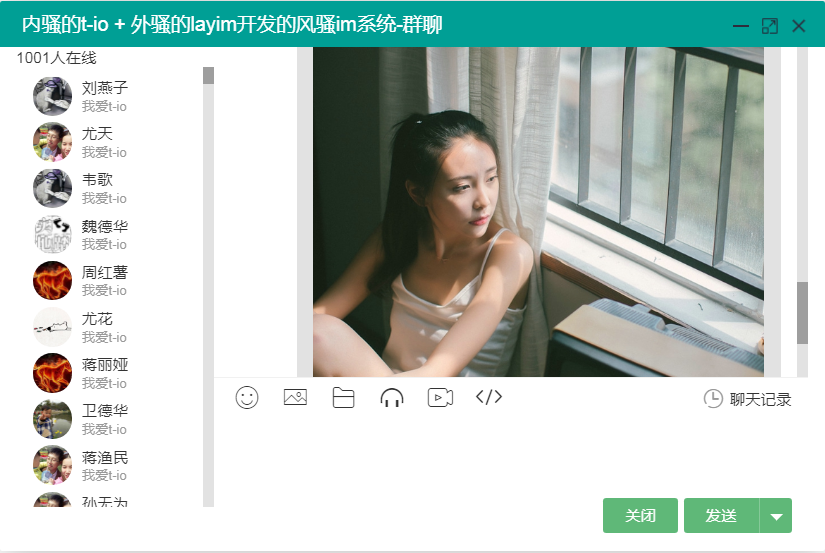 内骚的t-io + 外骚的layim开发的风骚im系统-群聊
1001人在线
刘燕子
我爱t-io
尤天
我爱t-io
韦歌
我爱t-io
魏德华
我爱t-io
周红薯
我爱t-io
尤花
我爱t-io
蒋丽娅
我爱t-io
卫德华
我爱t-io
蒋渔民
我爱t-io
孙无为
聊天记录
关闭
发送